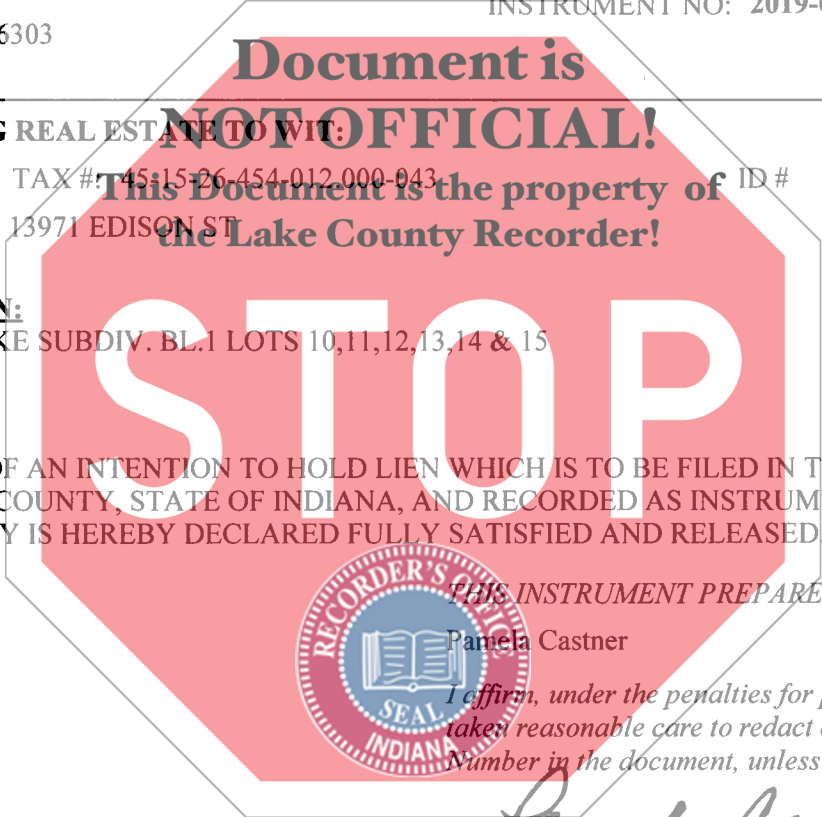 INSTRUMENT NO: 2019-0
6303
Document is
NOT OFFICIAL!
G REAL ESTATE TO WIT:
TAX #: 45-15-26-454-012.000-043 ID #
This Document is the property of
13971 EDISON ST
the Lake County Recorder!
N:
KE SUBDIV. BL.1 LOTS 10,11,12,13,14 & 15
STOP
OF AN INTENTION TO HOLD LIEN WHICH IS TO BE FILED IN T
COUNTY, STATE OF INDIANA, AND RECORDED AS INSTRUM
Y IS HEREBY DECLARED FULLY SATISFIED AND RELEASED.
RECORDER'S OFFICE
SEAL
INDIANA
THIS INSTRUMENT PREPARE
Pamela Castner
I affirm, under the penalties for p
taken reasonable care to redact
Number in the document, unless